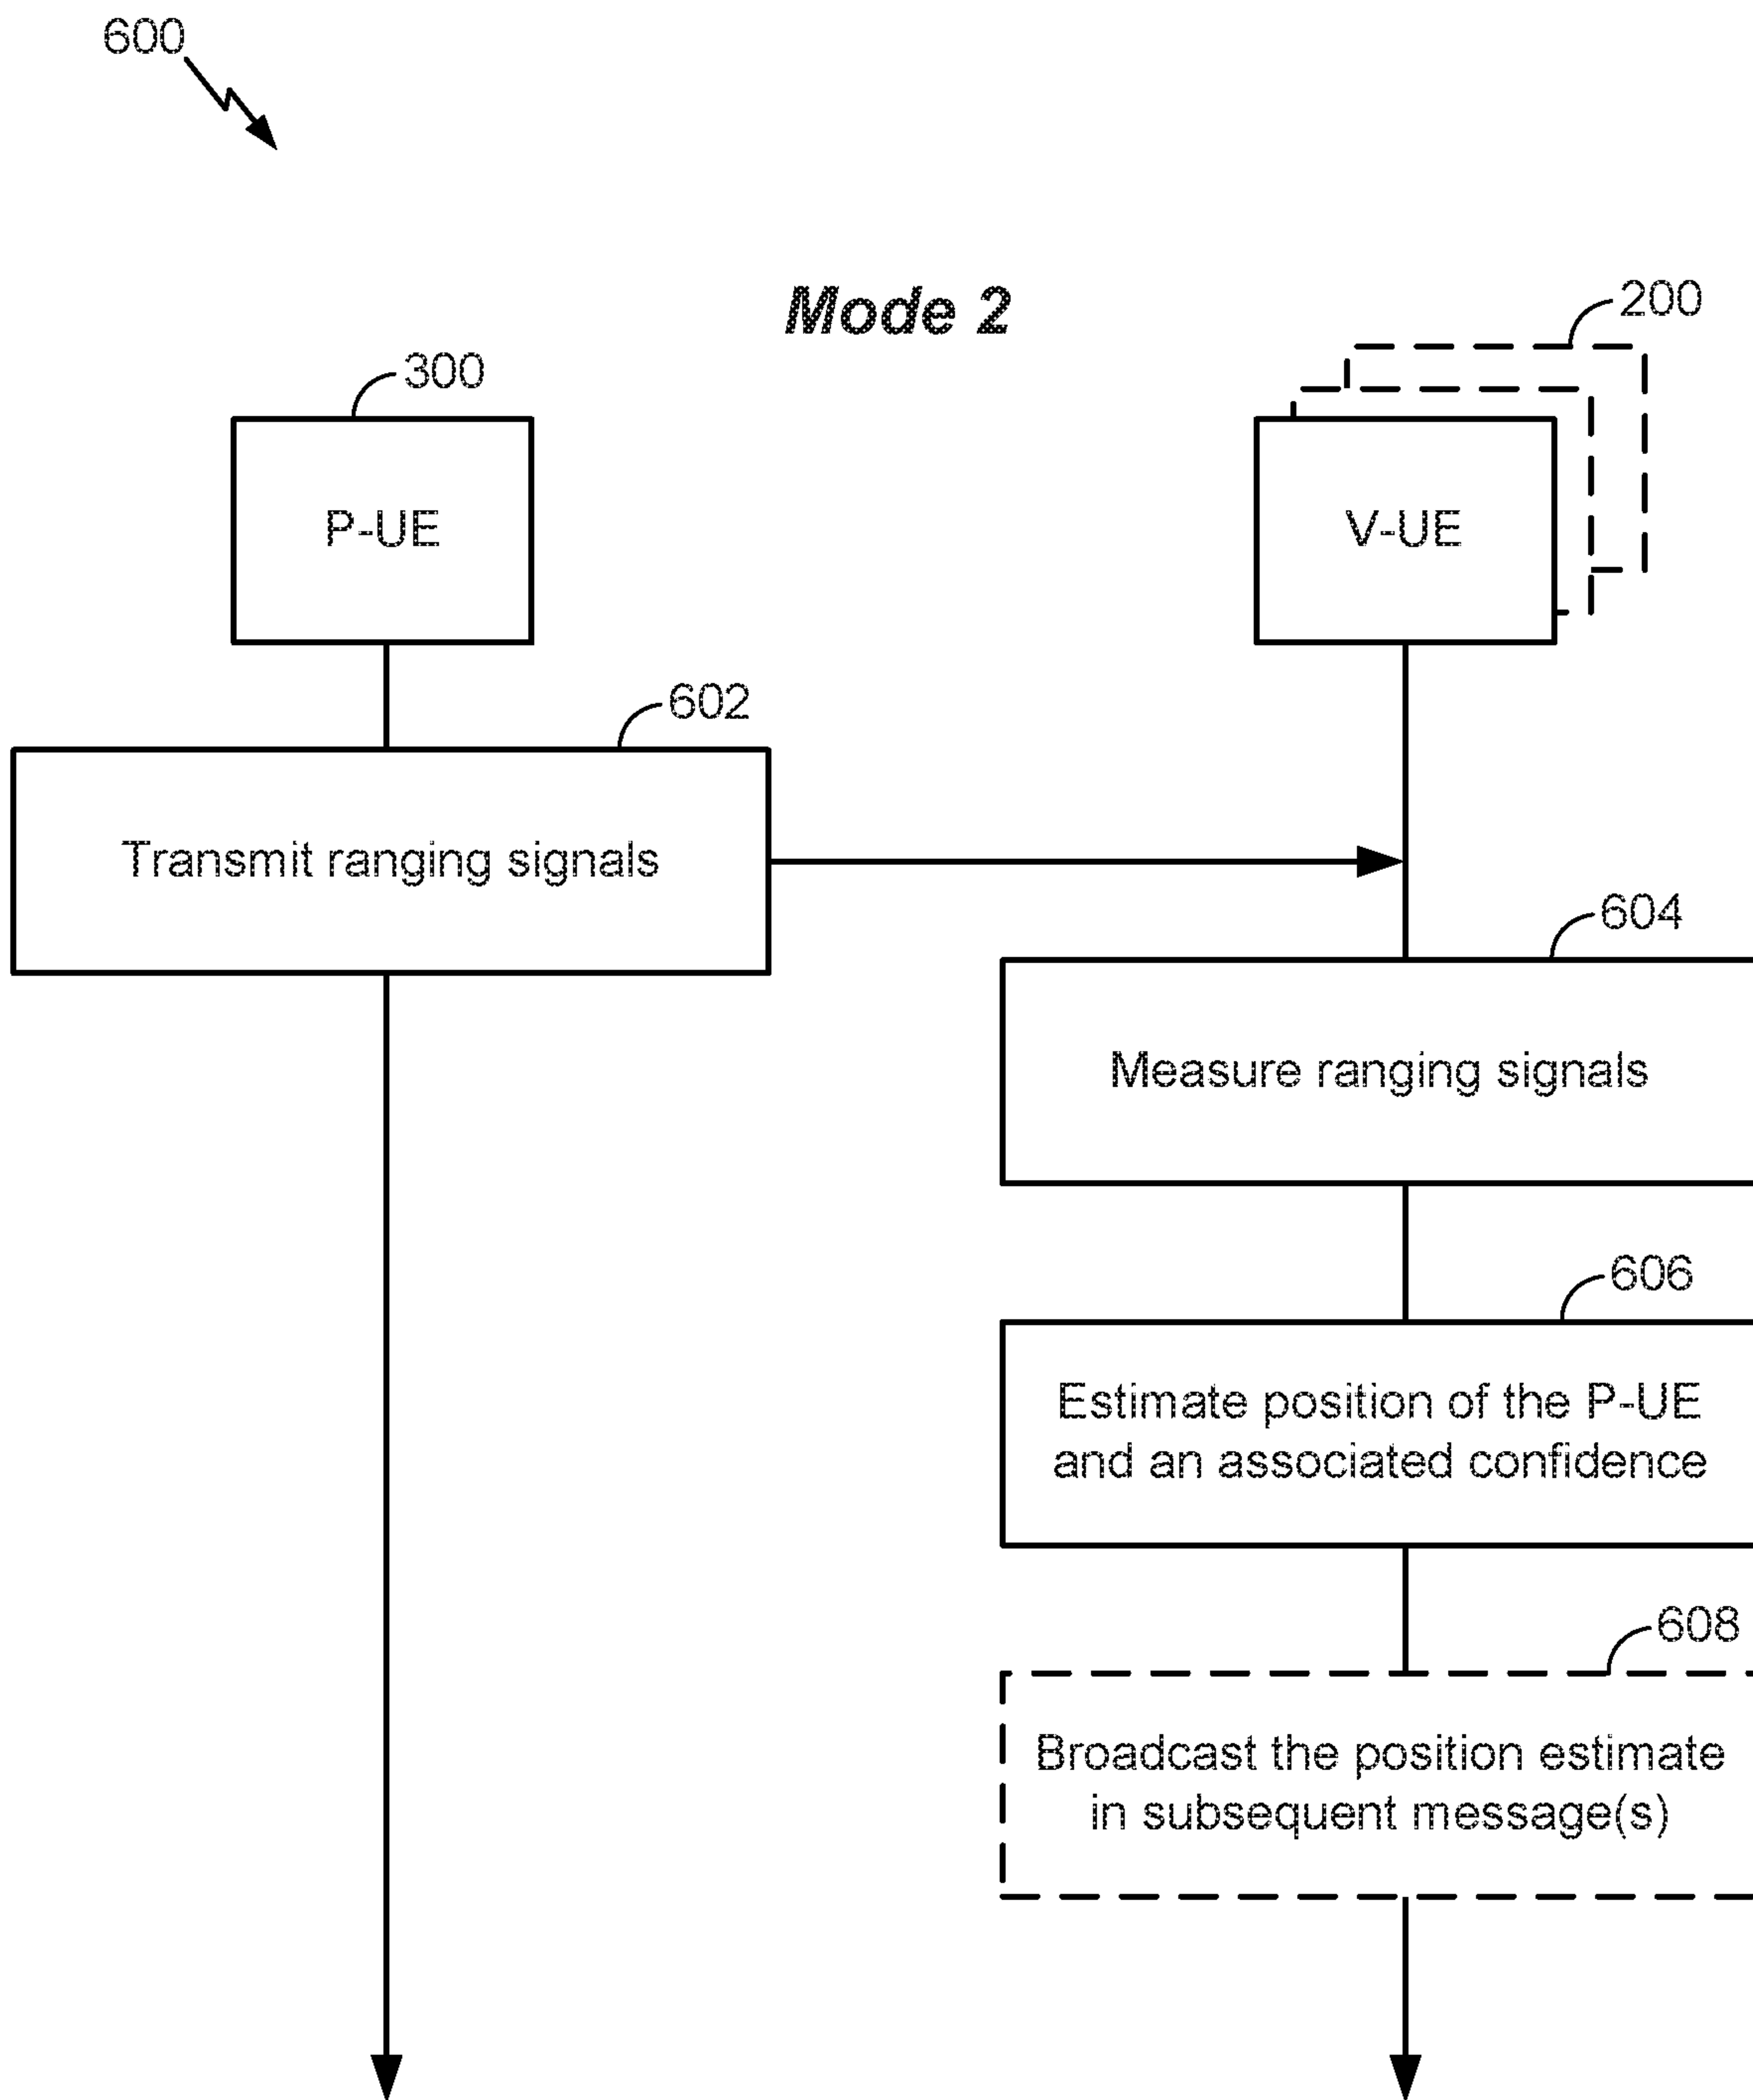 600
Mode 2
200
300
P-UE
V-UE
602
Transmit ranging signals
604
Measure ranging signals
606
Estimate position of the P-UE
and an associated confidence
608
Broadcast the position estimate
in subsequent message(s)